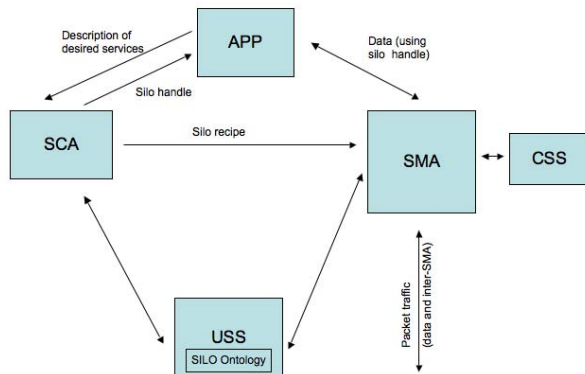 Description of
desired services
APP
Data (using
silo handle)
Silo handle
SCA
Silo recipe
SMA
CSS
USS
SILO Ontology
Packet traffic
(data and inter-SMA)